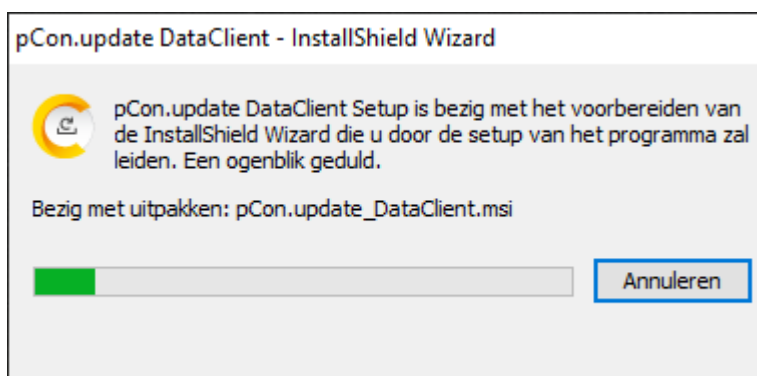 pCon.update DataClient - InstallShield Wizard
pCon.update DataClient Setup is bezig met het voorbereiden van
de InstallShield Wizard die u door de setup van het programma zal
leiden. Een ogenblik geduld.
Bezig met uitpakken: pCon.update_DataClient.msi
Annuleren